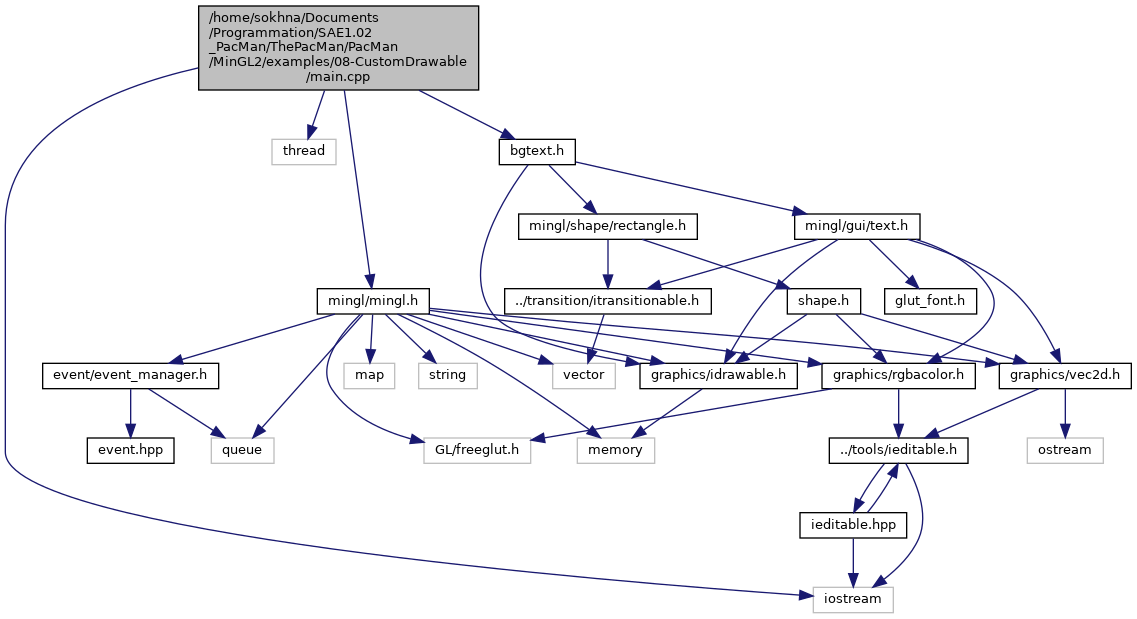 /home/sokhna/Documents
/Programmation/SAE1.02
_PacMan/ThePacMan/PacMan
/MinGL2/examples/08-CustomDrawable
/main.cpp
thread
bgtext.h
mingl/shape/rectangle.h
mingl/gui/text.h
mingl/mingl.h
../transition/itransitionable.h
shape.h
glut_font.h
event/event_manager.h
map
string
vector
graphics/idrawable.h
graphics/rgbacolor.h
graphics/vec2d.h
event.hpp
queue
GL/freeglut.h
memory
../tools/ieditable.h
ostream
ieditable.hpp
iostream